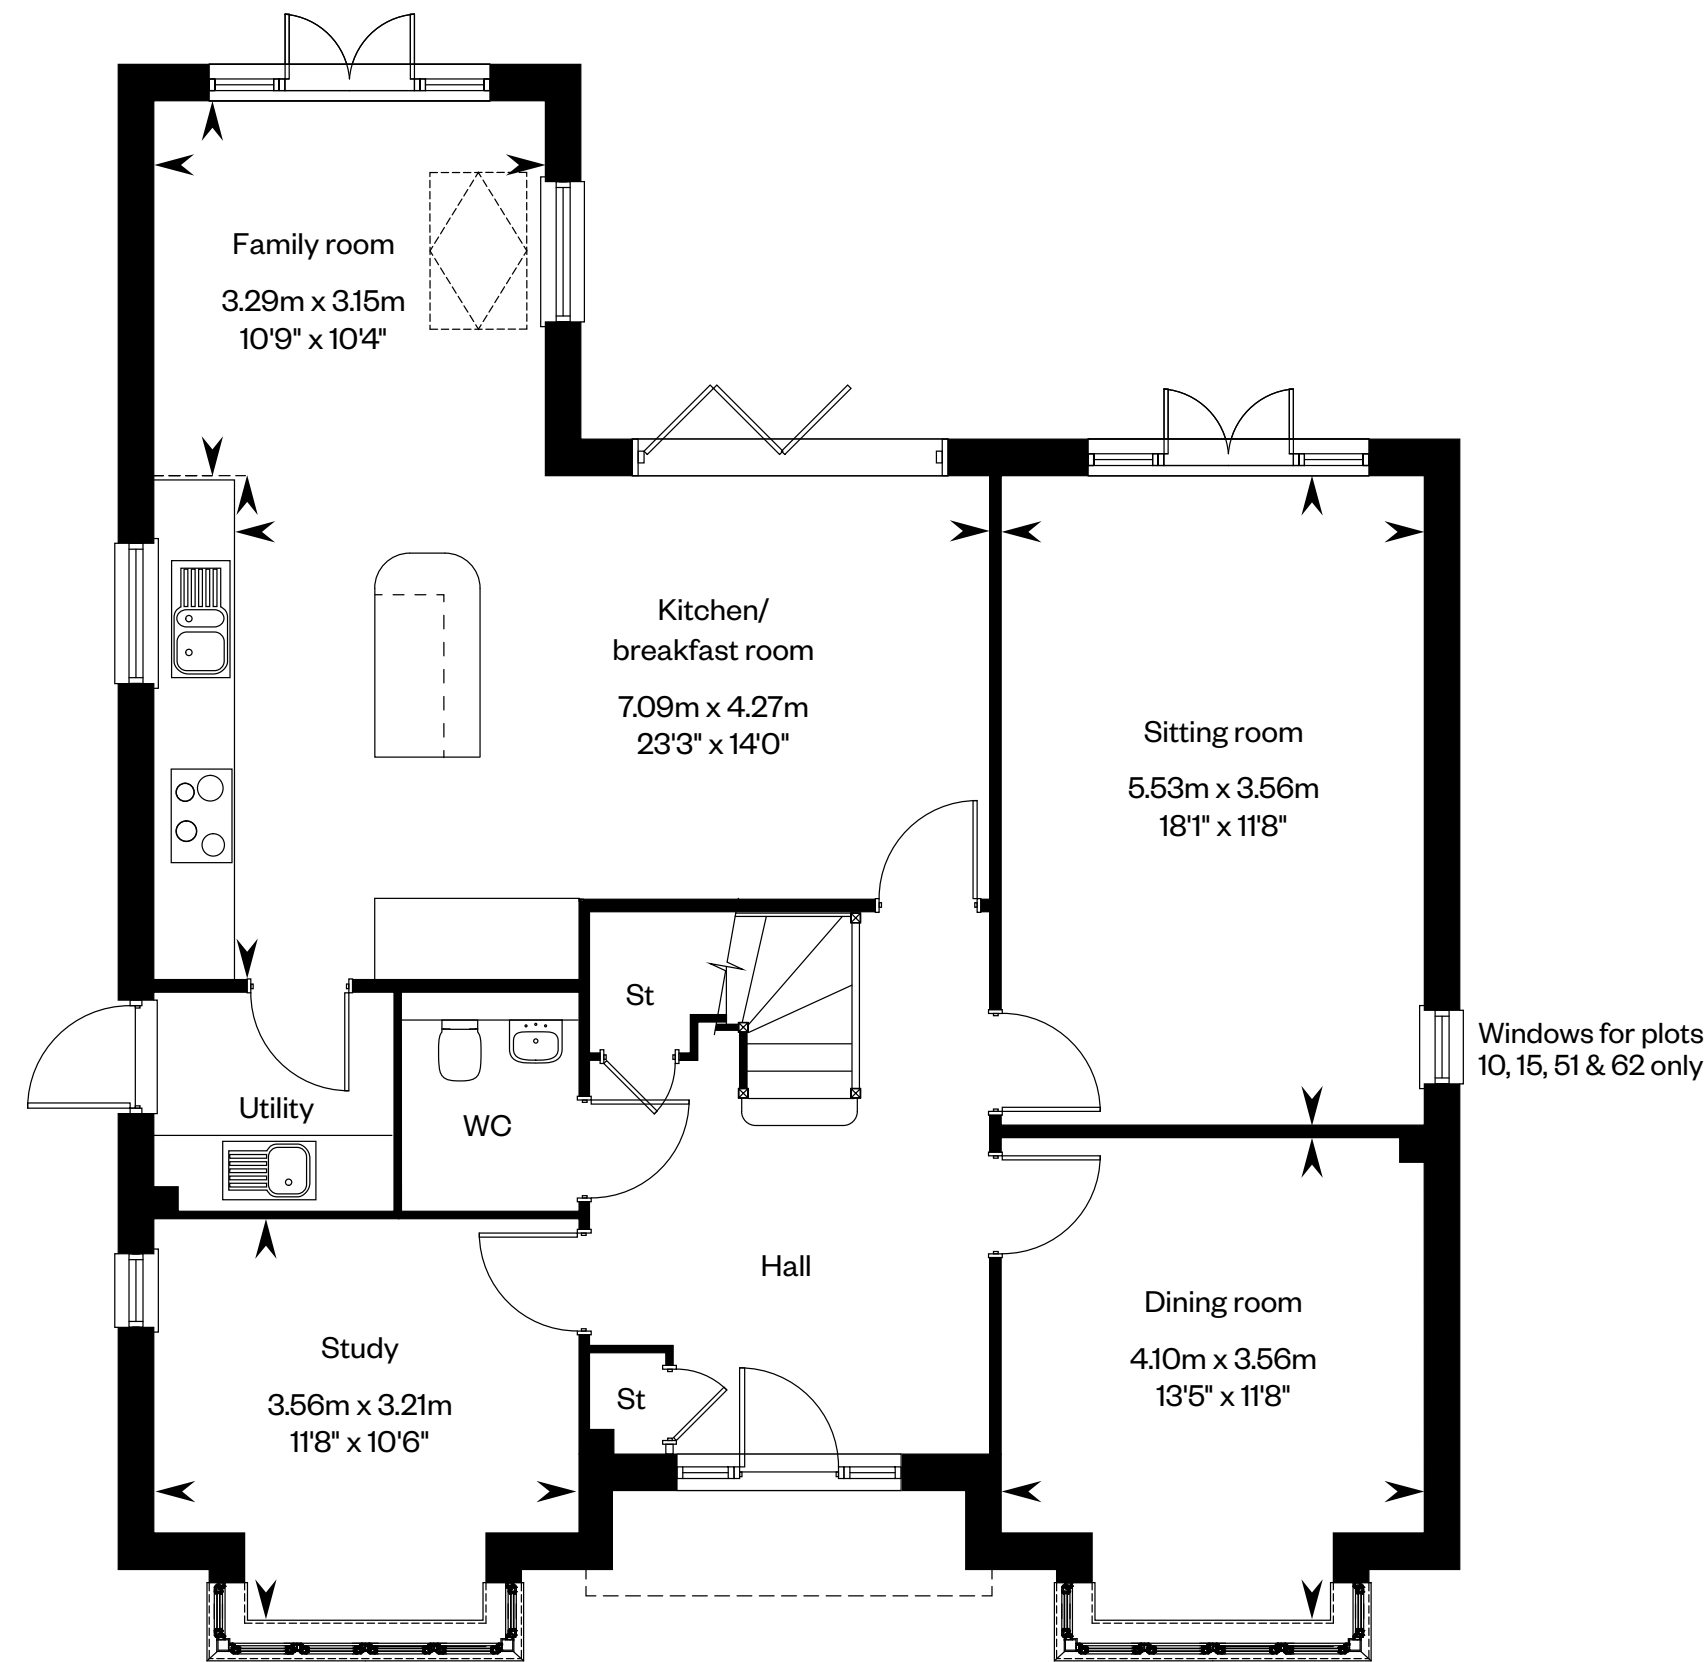 Family room
3.29m x 3.15m
10'9" x 10'4"
Kitchen/
breakfast room
7.09m x 4.27m
23'3" x 14'0"
Sitting room
5.53m x 3.56m
18'1" x 11'8"
St
Windows for plots
10, 15, 51 & 62 only
Utility
WC
Hall
Dining room
4.10m x 3.56m
13'5" x 11'8"
Study
3.56m x 3.21m
11'8" x 10'6"
St